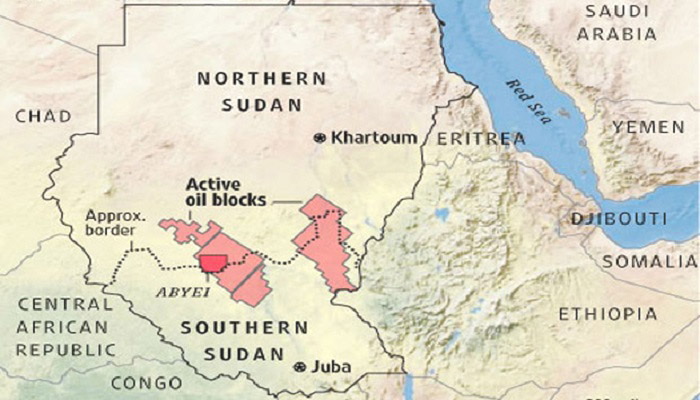 SAUDI
ARABIA
NORTHERN
SUDAN
Red Sea
CHAD
YEMEN
Khartoum
ERITREA
Active
oil blocks
Approx.
border
DJIBOUTI
SOMALIA
ABYEI
CENTRAL
AFRICAN
REPUBLIC
ETHIOPIA
SOUTHERN
SUDAN
Juba
CONGO